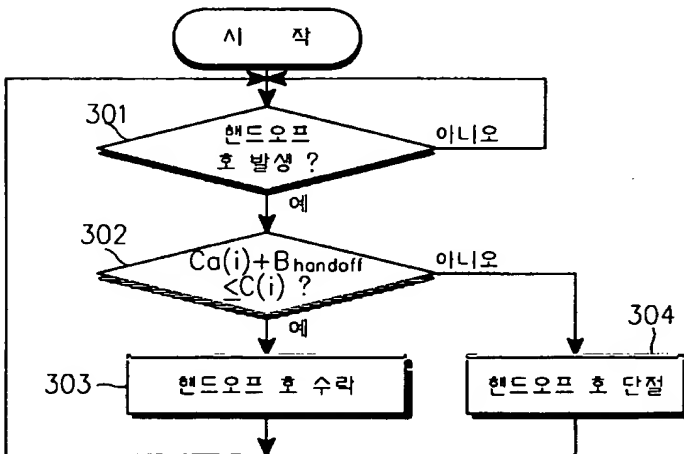 시 작
301
핸드오프
호 발생 ?
아니오
예
302
Ca(i)+Bhandoff
≤C(i) ?
아니오
예
304
303
핸드오프 호 수락
핸드오프 호 단절